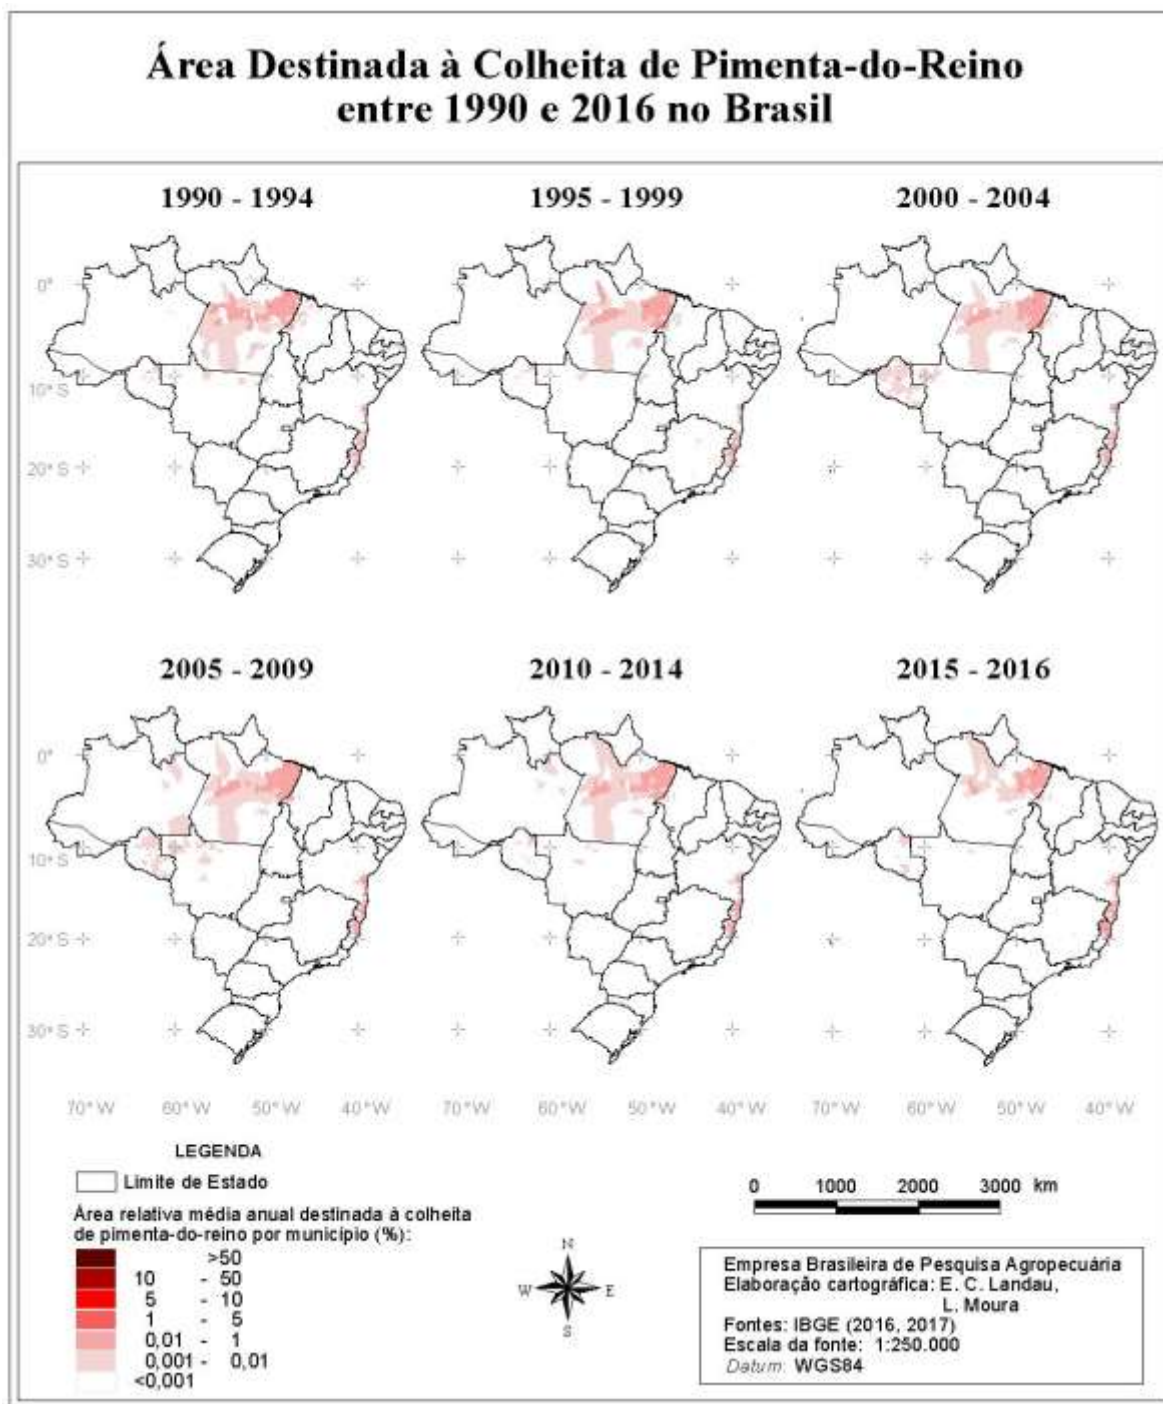 Área Destinada à Colheita de Pimenta-do-Reino
entre 1990 e 2016 no Brasil
1990 - 1994
1995 - 1999
2000 - 2004
0°
10° S
20° S
30° S
2005 - 2009
2010 - 2014
2015 - 2016
0°
10° S
20° S
30° S
70° W 60° W 50° W 40° W
70° W 60° W 50° W 40° W
70° W 60° W 50° W 40° W
LEGENDA
Limite de Estado
Área relativa média anual destinada à colheita
de pimenta-do-reino por município (%):
>50
10 - 50
5 - 10
1 - 5
0,01 - 1
0,001 - 0,01
<0,001
N
W E
S
0 1000 2000 3000 km
Empresa Brasileira de Pesquisa Agropecuária
Elaboração cartográfica: E. C. Landau,
L. Moura
Fontes: IBGE (2016, 2017)
Escala da fonte: 1:250.000
Datum: WGS84